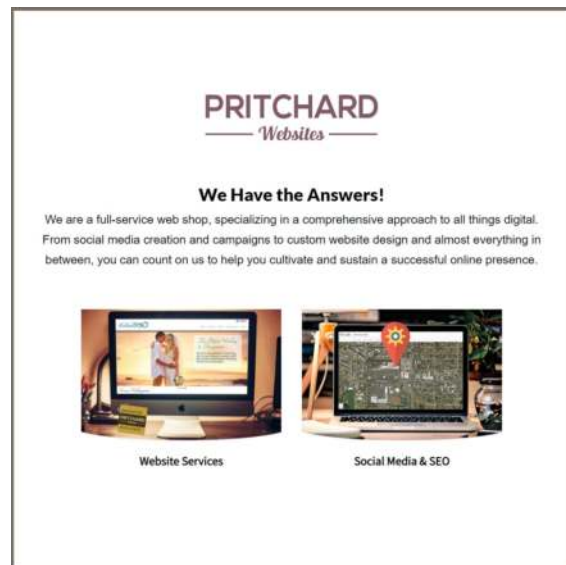 PRITCHARD
Websites
We Have the Answers!
We are a full-service web shop, specializing in a comprehensive approach to all things digital.
From social media creation and campaigns to custom website design and almost everything in
between, you can count on us to help you cultivate and sustain a successful online presence.
PRITCHARD
Website Services
Social Media & SEO